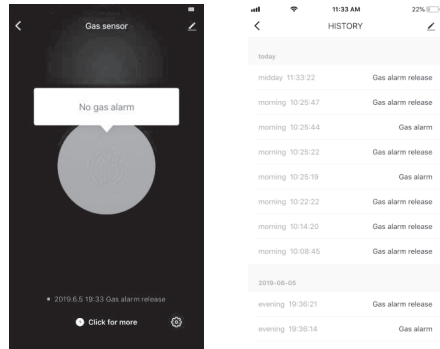 Gas sensor
No gas alarm
2019.6.5 19:33 Gas alarm release
Click for more
11:33 AM 22%
HISTORY
today
midday 11:33:22 Gas alarm release
morning 10:25:47 Gas alarm release
morning 10:25:44 Gas alarm
morning 10:25:22 Gas alarm release
morning 10:25:19 Gas alarm
morning 10:22:22 Gas alarm release
morning 10:14:20 Gas alarm release
morning 10:08:45 Gas alarm release
2019-06-05
evening 19:36:21 Gas alarm release
evening 19:36:14 Gas alarm